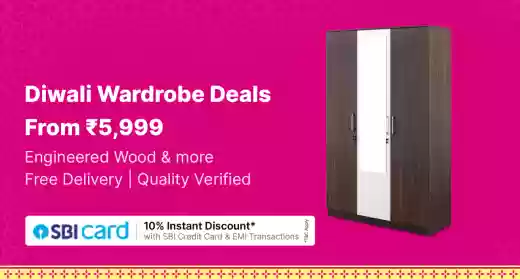 Diwali Wardrobe Deals
From ₹5,999
Engineered Wood & more
Free Delivery | Quality Verified
SBI card
10% Instant Discount*
with SBI Credit Card & EMI Transactions
*T&C Apply